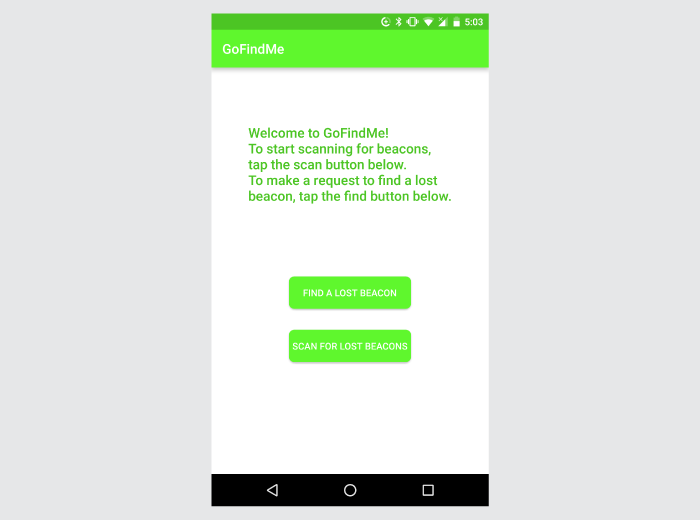 5:03
GoFindMe
Welcome to GoFindMe!
To start scanning for beacons,
tap the scan button below.
To make a request to find a lost
beacon, tap the find button below.
FIND A LOST BEACON
SCAN FOR LOST BEACONS